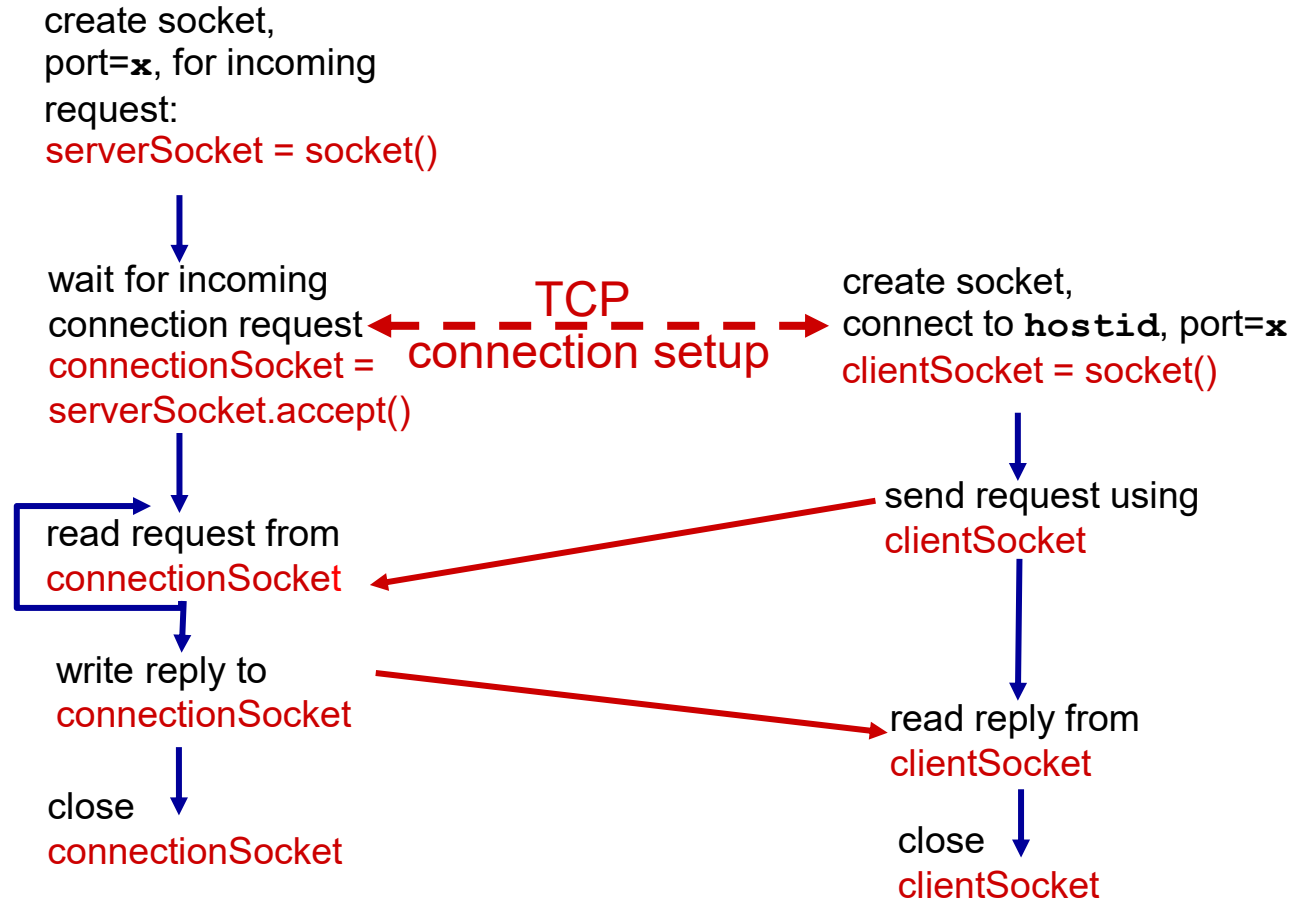 create socket,
port=x, for incoming
request:
serverSocket = socket()
wait for incoming
connection request
connectionSocket =
serverSocket.accept()
TCP
connection setup
create socket,
connect to hostid, port=x
clientSocket = socket()
read request from
connectionSocket
send request using
clientSocket
write reply to
connectionSocket
read reply from
clientSocket
close
connectionSocket
close
clientSocket